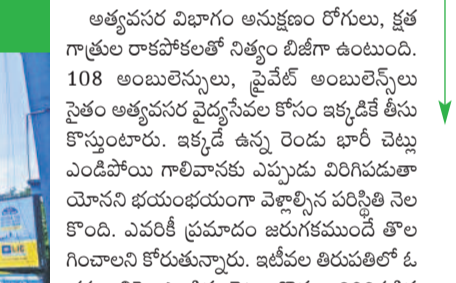 అత్యవసర విభాగం అనుక్షణం రోగులు, క్షత
గాత్రుల రాకపోకలతో నిత్యం బిజీగా ఉంటుంది.
108 అంబులెన్సులు, ప్రైవేట్ అంబులెన్స్‌లు
సైతం అత్యవసర వైద్యసేవల కోసం ఇక్కడికే తీసు
కొస్తుంటారు. ఇక్కడే ఉన్న రెండు భారీ చెట్లు
ఎండిపోయి గాలివానకు ఎప్పుడు విరిగిపడుతా
యోనని భయంభయంగా వెళ్లాల్సిన పరిస్థితి నెల
కొంది. ఎవరికీ ప్రమాదం జరుగకముందే తొల
గించాలని కోరుతున్నారు. ఇటీవల తిరుపతిలో ఓ